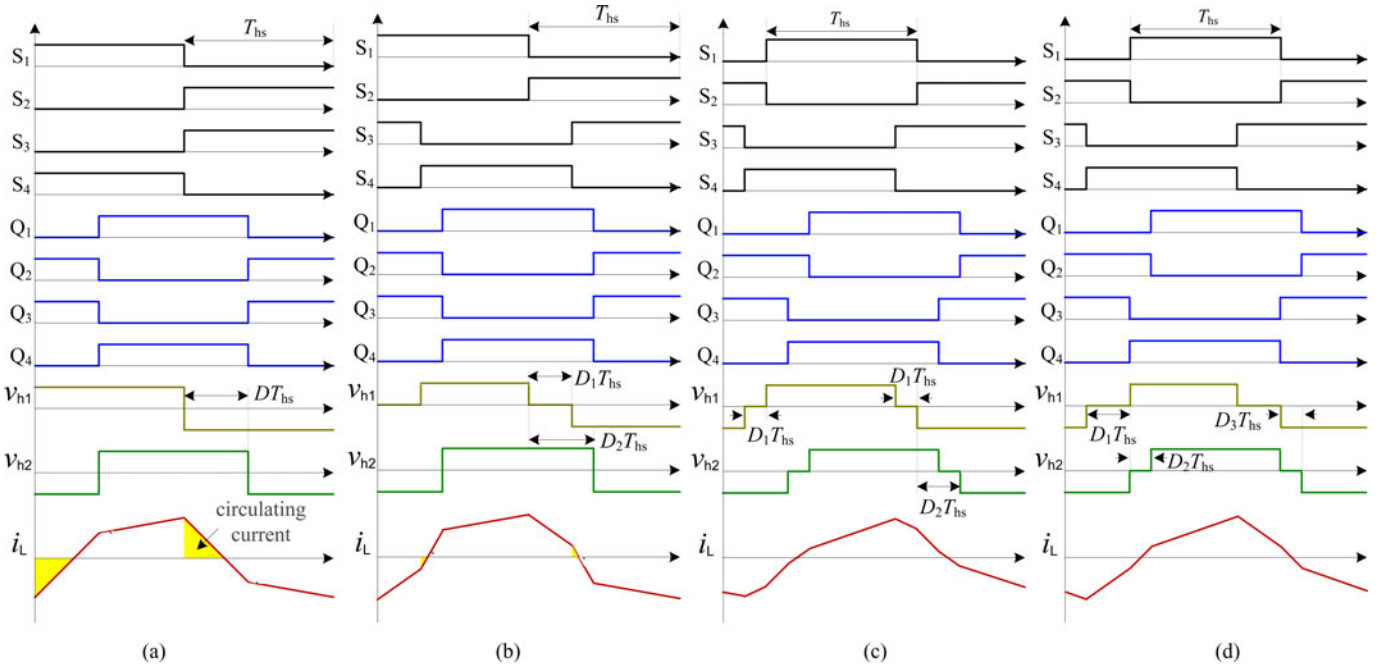 T_hs
S_1
S_2
S_3
S_4
Q_1
Q_2
Q_3
Q_4
v_h1
DT_hs
v_h2
circulating
current
i_L
(a)
T_hs
S_1
S_2
S_3
S_4
Q_1
Q_2
Q_3
Q_4
v_h1
D_1T_hs
D_2T_hs
v_h2
i_L
(b)
T_hs
S_1
S_2
S_3
S_4
Q_1
Q_2
Q_3
Q_4
v_h1
D_1T_hs
D_1T_hs
v_h2
D_2T_hs
i_L
(c)
T_hs
S_1
S_2
S_3
S_4
Q_1
Q_2
Q_3
Q_4
v_h1
D_1T_hs
D_3T_hs
v_h2
D_2T_hs
i_L
(d)